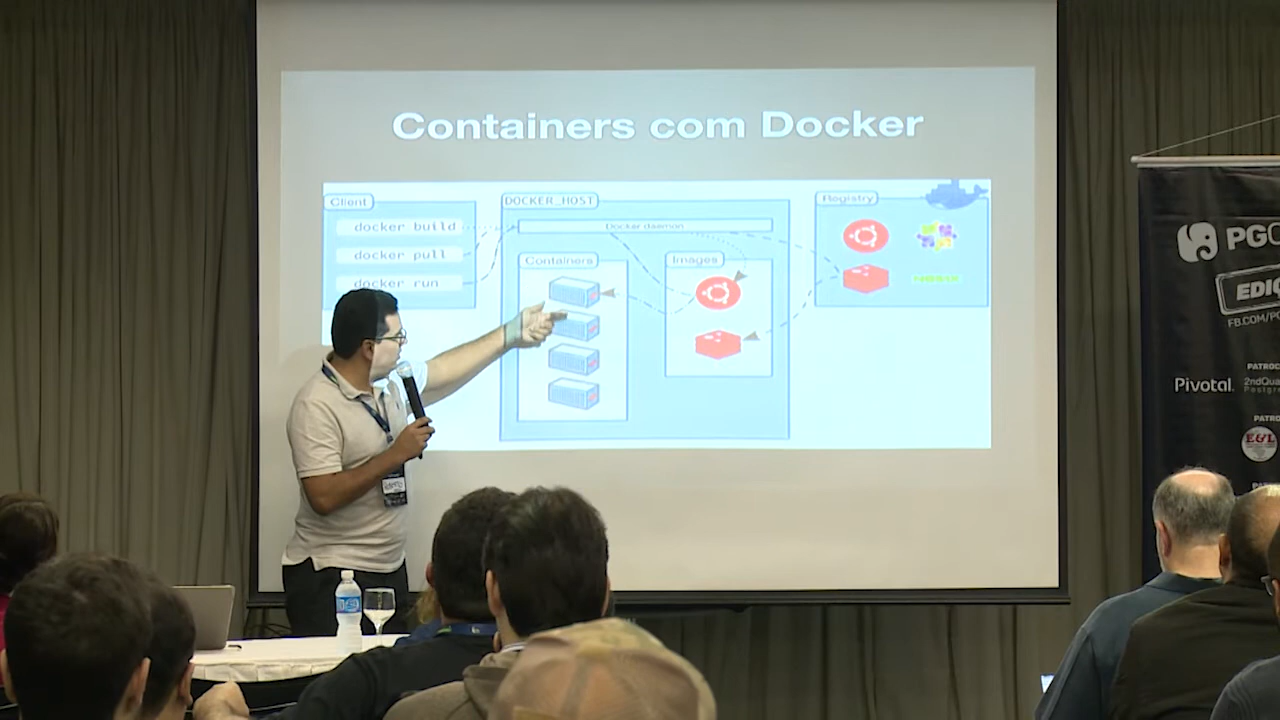 Containers com Docker
Client
docker build
docker pull
docker run
DOCKER_HOST
Docker daemon
Containers
Images
Registry
PGC
EDIÇ
FB.COM/PG
PATROC
Pivotal.
2ndQua
Postgre
PATRO
E&L